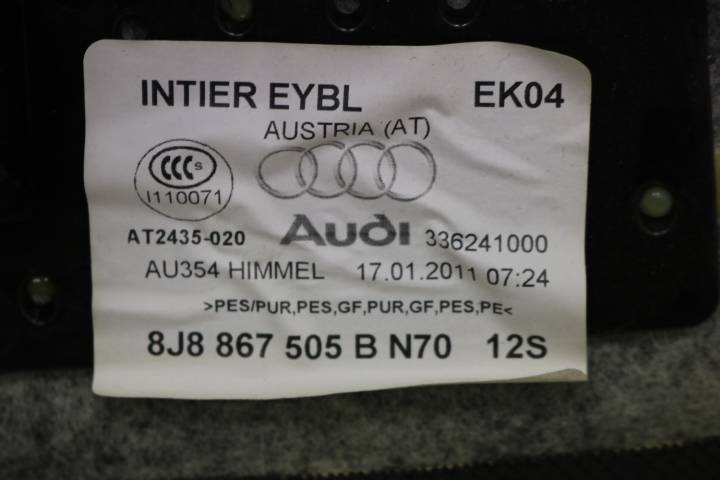 INTIER EYBL EK04
AUSTRIA (AT)
CCC S
I110071
AT2435-020 Audi 336241000
AU354 HIMMEL 17.01.2011 07:24
>PES/PUR,PES,GF,PUR,GF,PES,PE<
8J8 867 505 B N70 12S